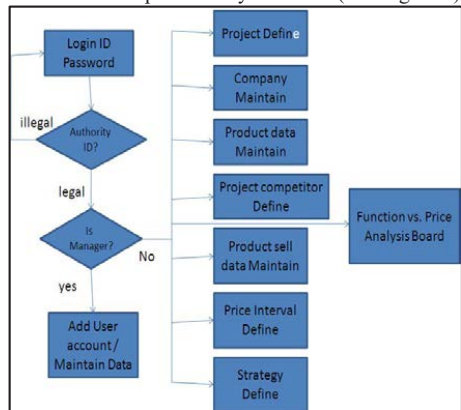 Login ID
Password
illegal
Authority
ID?
legal
Is
Manager?
No
yes
Add User
account /
Maintain Data
Project Define
Company
Maintain
Product data
Maintain
Project competitor
Define
Product sell
data Maintain
Price Interval
Define
Strategy
Define
Function vs. Price
Analysis Board